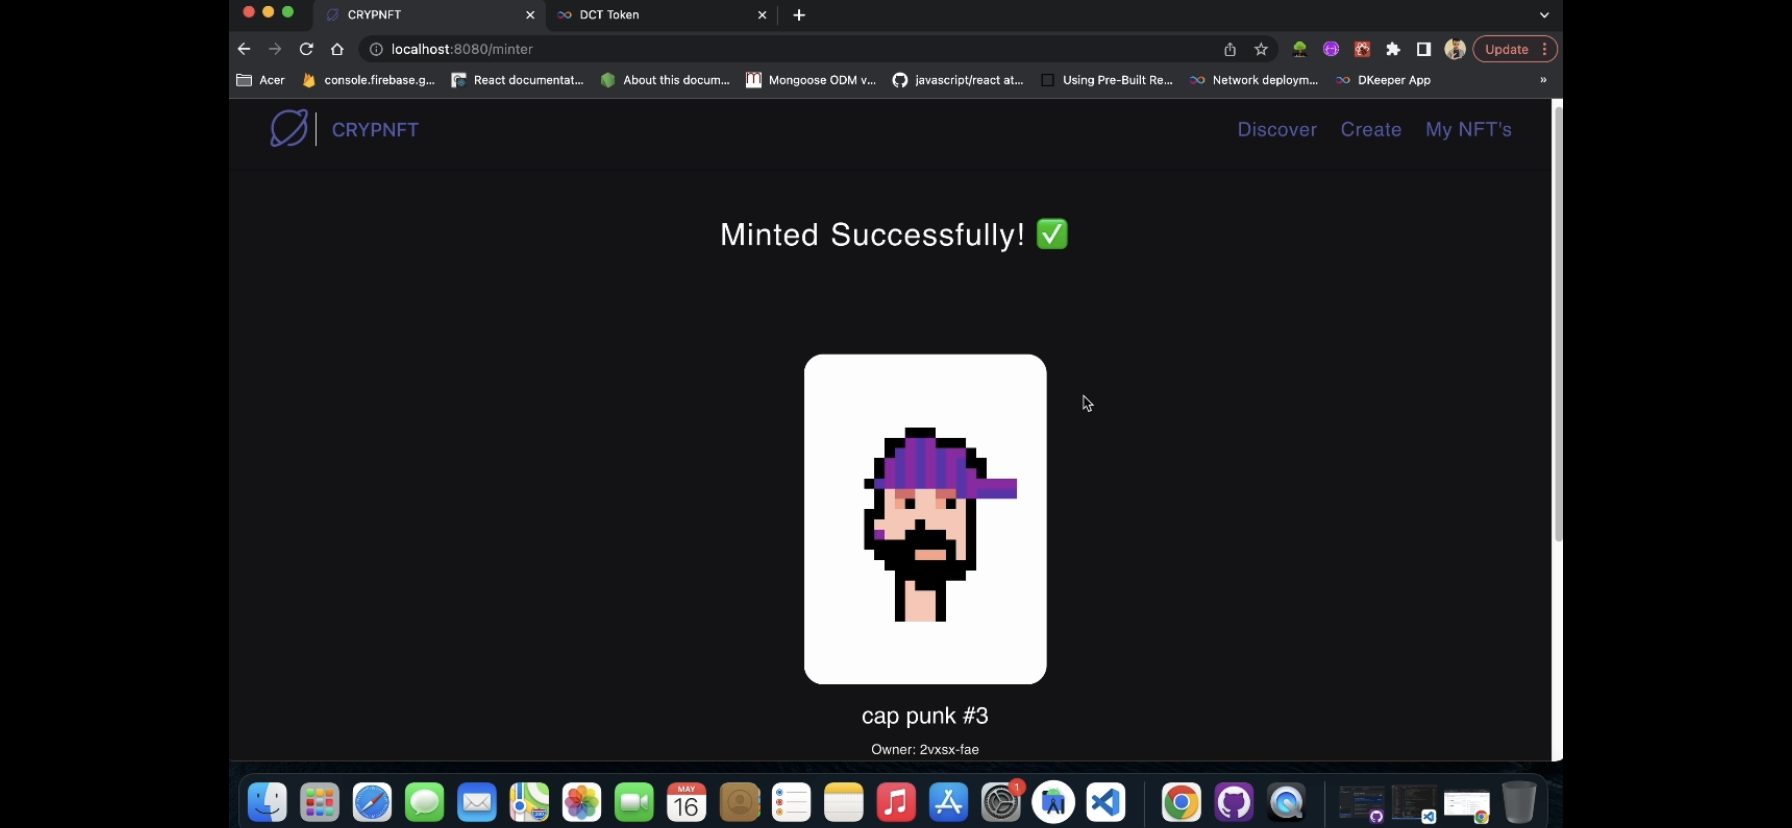 CRYPNFT
DCT Token
localhost:8080/minter
Update
Acer
console.firebase.g...
React documentat...
About this docum...
Mongoose ODM v...
javascript/react at...
Using Pre-Built Re...
Network deploym...
DKeeper App
»
CRYPNFT
Discover
Create
My NFT's
Minted Successfully! ✅
cap punk #3
Owner: 2vxsx-fae
MAY
16
1